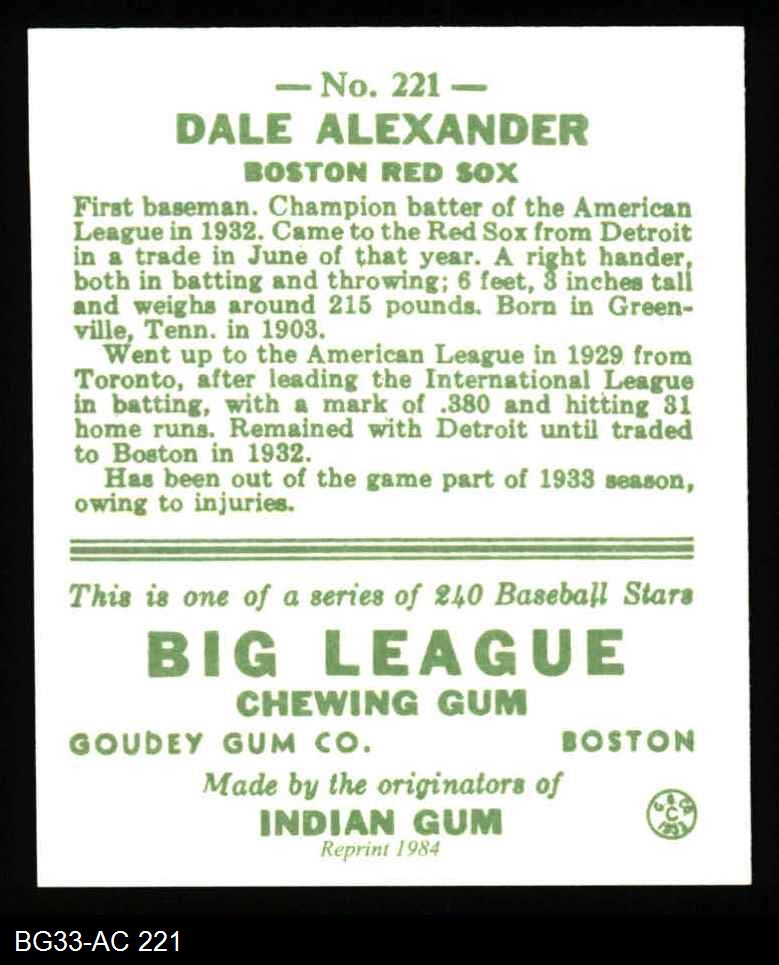 — No. 221 —
DALE ALEXANDER
BOSTON RED SOX
First baseman. Champion batter of the American
League in 1932. Came to the Red Sox from Detroit
in a trade in June of that year. A right hander,
both in batting and throwing; 6 feet, 3 inches tall
and weighs around 215 pounds. Born in Green-
ville, Tenn. in 1903.
Went up to the American League in 1929 from
Toronto, after leading the International League
in batting, with a mark of .380 and hitting 31
home runs. Remained with Detroit until traded
to Boston in 1932.
Has been out of the game part of 1933 season,
owing to injuries.
This is one of a series of 240 Baseball Stars
BIG LEAGUE
CHEWING GUM
GOUDEY GUM CO. BOSTON
Made by the originators of
INDIAN GUM
Reprint 1984
C
1933
BG33-AC 221